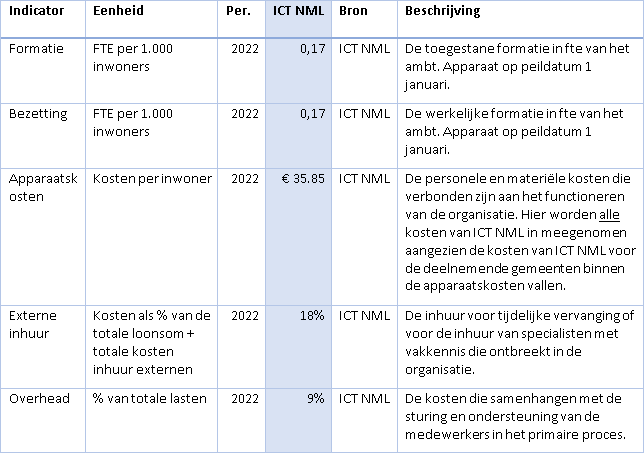 Indicator Eenheid Per. ICT NML Bron Beschrijving
Formatie FTE per 1.000 2022 0,17 ICT NML De toegestane formatie in fte van het
inwoners ambt. Apparaat op peildatum 1
januari.
Bezetting FTE per 1.000 2022 0,17 ICT NML De werkelijke formatie in fte van het
inwoners ambt. Apparaat op peildatum 1
januari.
Apparaatsk Kosten per inwoner 2022 € 35.85 ICT NML De personele en materiële kosten die
osten verbonden zijn aan het functioneren
van de organisatie. Hier worden alle
kosten van ICT NML in meegenomen
aangezien de kosten van ICT NML voor
de deelnemende gemeenten binnen
de apparaatskosten vallen.
Externe Kosten als % van de 2022 18% ICT NML De inhuur voor tijdelijke vervanging of
inhuur totale loonsom + voor de inhuur van specialisten met
totale kosten vakkennis die ontbreekt in de
inhuur externen organisatie.
Overhead % van totale lasten 2022 9% ICT NML De kosten die samenhangen met de
sturing en ondersteuning van de
medewerkers in het primaire proces.